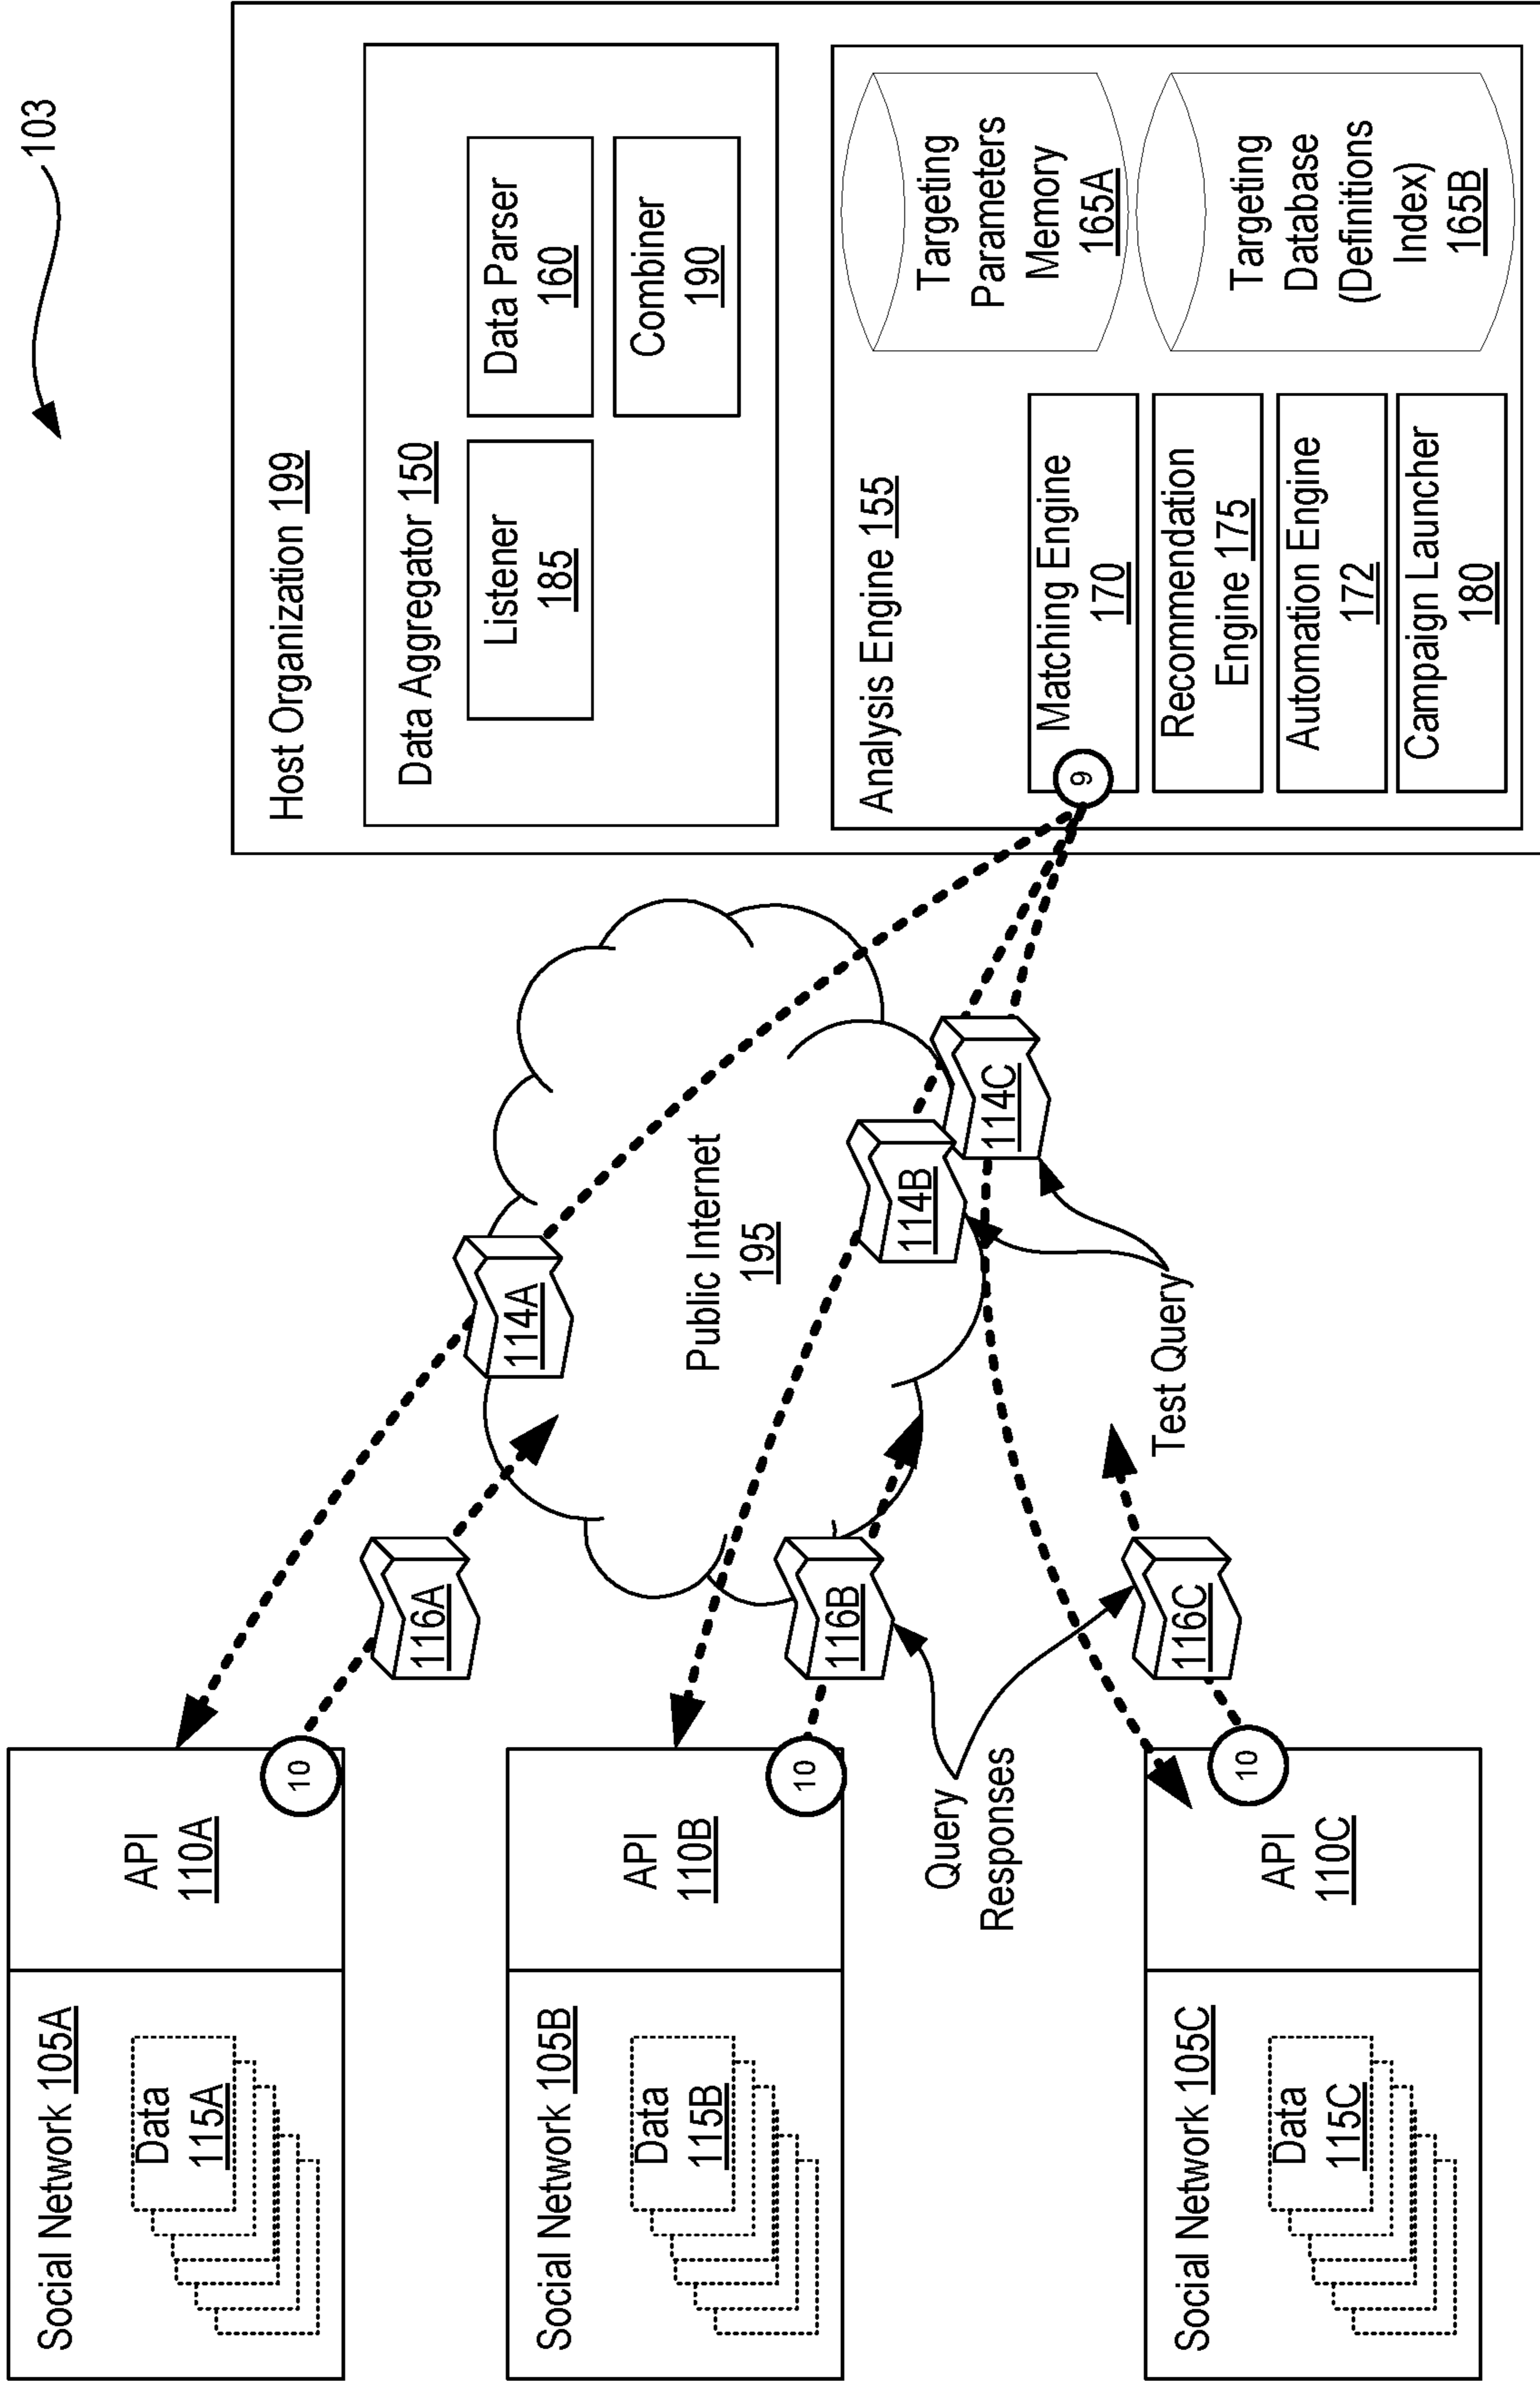 103
Social Network 105A
Data
115A
API
110A
10
116A
114A
Social Network 105B
Data
115B
API
110B
10
116B
114B
Public Internet
195
Query
Responses
Social Network 105C
Data
115C
API
110C
10
116C
114C
Test Query
Host Organization 199
Data Aggregator 150
Listener
185
Data Parser
160
Combiner
190
Analysis Engine 155
9
Matching Engine
170
Recommendation
Engine 175
Automation Engine
172
Campaign Launcher
180
Targeting
Parameters
Memory
165A
Targeting
Database
(Definitions
Index)
165B